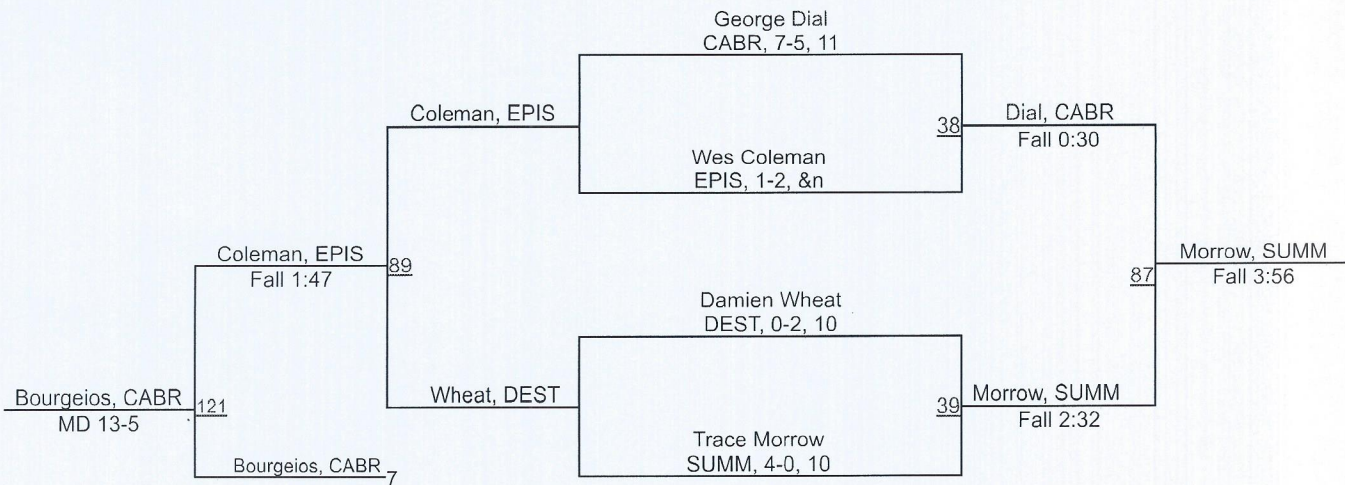 George Dial
CABR, 7-5, 11
Coleman, EPIS
38
Dial, CABR
Fall 0:30
Wes Coleman
EPIS, 1-2, &n
Coleman, EPIS
Fall 1:47
89
Morrow, SUMM
Fall 3:56
87
Damien Wheat
DEST, 0-2, 10
Wheat, DEST
39
Morrow, SUMM
Fall 2:32
Bourgeios, CABR
MD 13-5
121
Trace Morrow
SUMM, 4-0, 10
Bourgeios, CABR
7